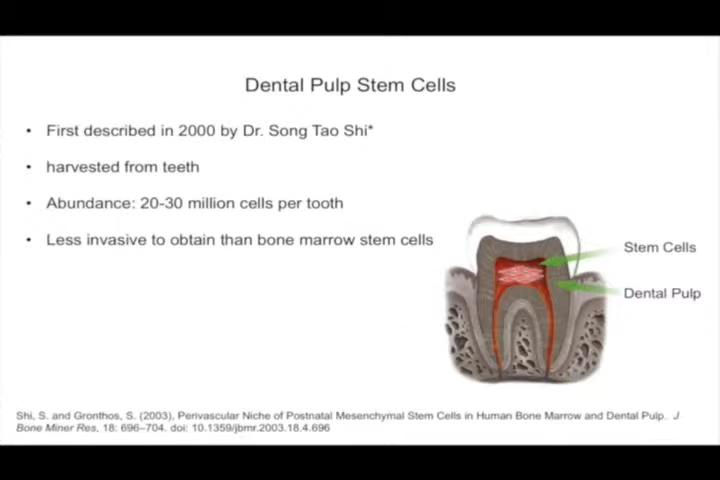 Dental Pulp Stem Cells
• First described in 2000 by Dr. Song Tao Shi*
• harvested from teeth
• Abundance: 20-30 million cells per tooth
• Less invasive to obtain than bone marrow stem cells
Stem Cells
Dental Pulp
Shi, S. and Gronthos, S. (2003), Perivascular Niche of Postnatal Mesenchymal Stem Cells in Human Bone Marrow and Dental Pulp. J
Bone Miner Res, 18: 696–704. doi: 10.1359/jbmr.2003.18.4.696